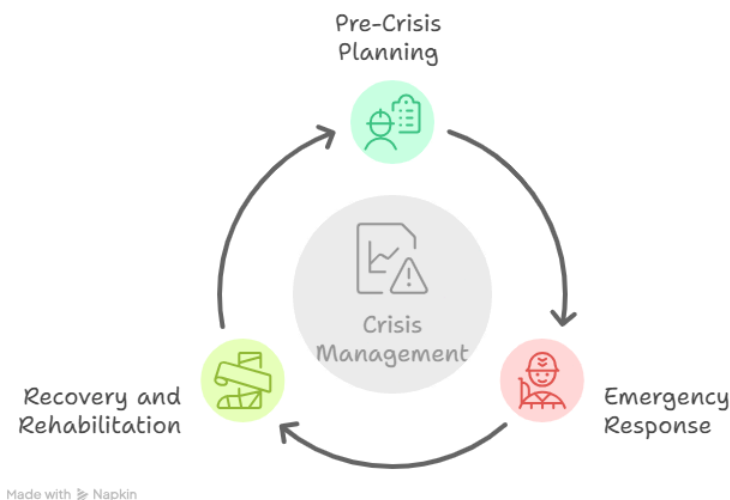 Pre-Crisis
Planning
Crisis
Management
Recovery and
Rehabilitation
Emergency
Response
Made with Napkin